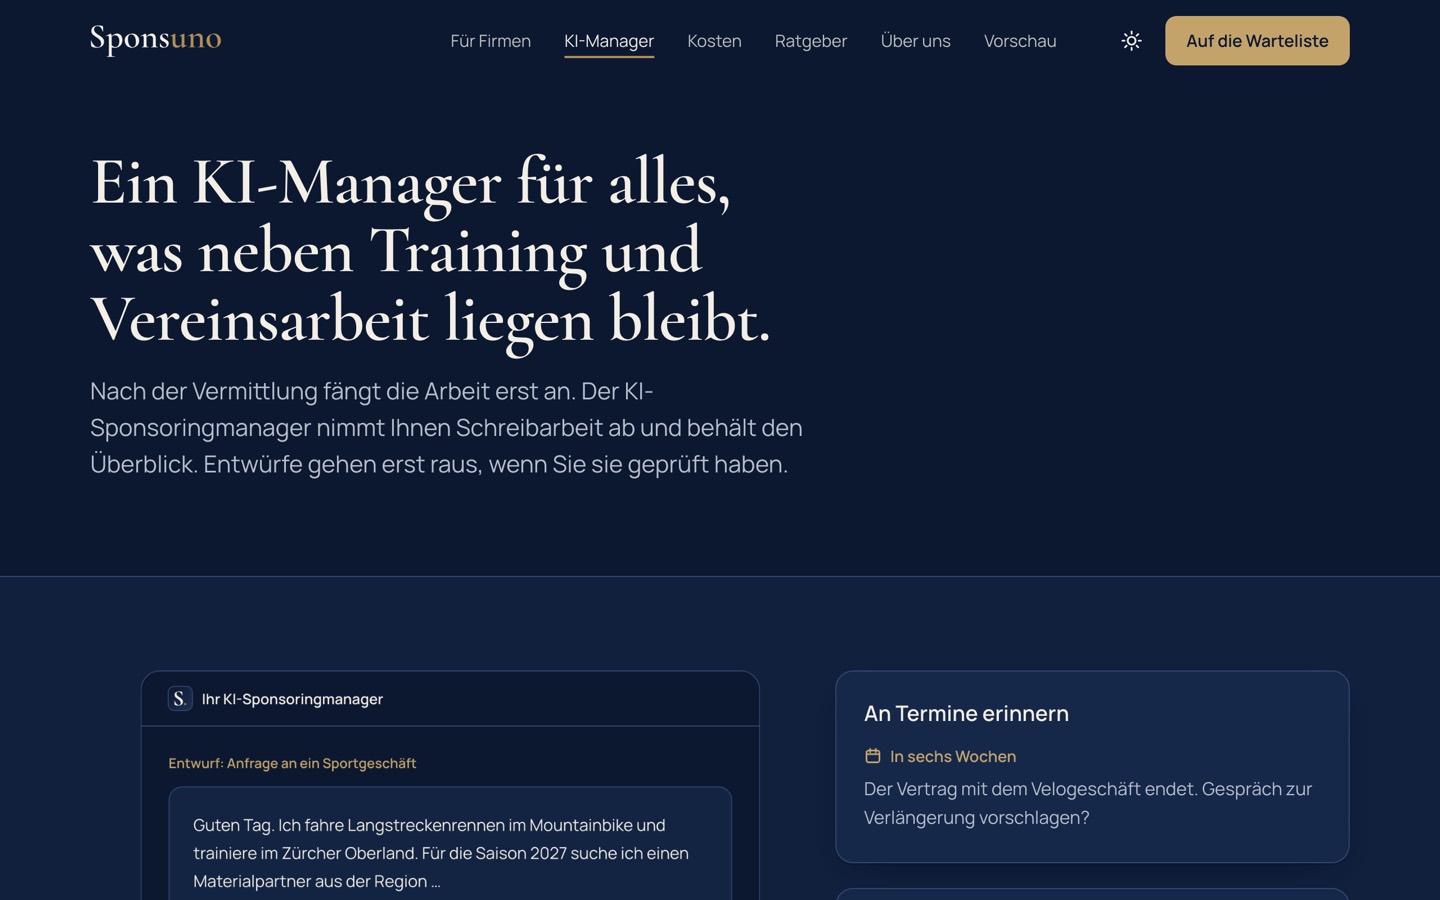 Sponsuno
Für Firmen
KI-Manager
Kosten
Ratgeber
Über uns
Vorschau
Auf die Warteliste
Ein KI-Manager für alles,
was neben Training und
Vereinsarbeit liegen bleibt.
Nach der Vermittlung fängt die Arbeit erst an. Der KI-
Sponsoringmanager nimmt Ihnen Schreibarbeit ab und behält den
Überblick. Entwürfe gehen erst raus, wenn Sie sie geprüft haben.
S. Ihr KI-Sponsoringmanager
Entwurf: Anfrage an ein Sportgeschäft
Guten Tag. Ich fahre Langstreckenrennen im Mountainbike und
trainiere im Zürcher Oberland. Für die Saison 2027 suche ich einen
Materialpartner aus der Region …
An Termine erinnern
In sechs Wochen
Der Vertrag mit dem Velogeschäft endet. Gespräch zur
Verlängerung vorschlagen?